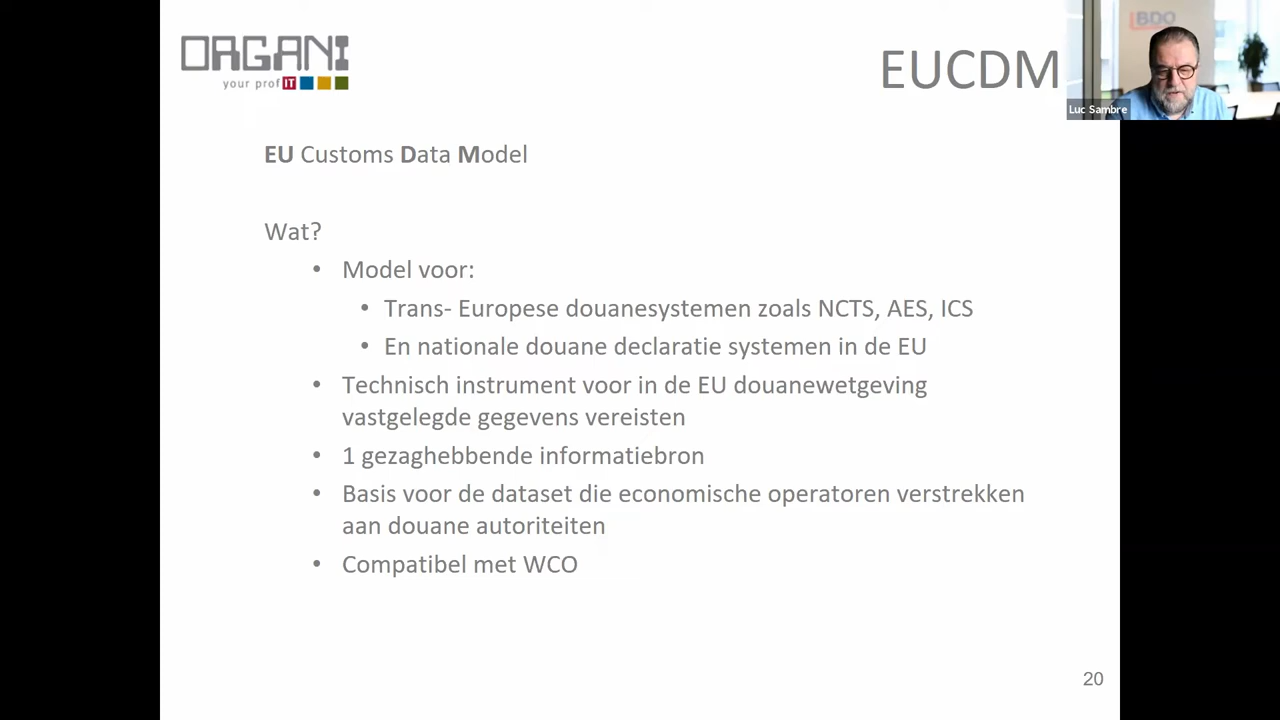 ORGANI
your profIT
EUCDM
BDO
Luc Sambre
EU Customs Data Model
Wat?
• Model voor:
• Trans- Europese douanesystemen zoals NCTS, AES, ICS
• En nationale douane declaratie systemen in de EU
• Technisch instrument voor in de EU douanewetgeving
vastgelegde gegevens vereisten
• 1 gezaghebbende informatiebron
• Basis voor de dataset die economische operatoren verstrekken
aan douane autoriteiten
• Compatibel met WCO
20